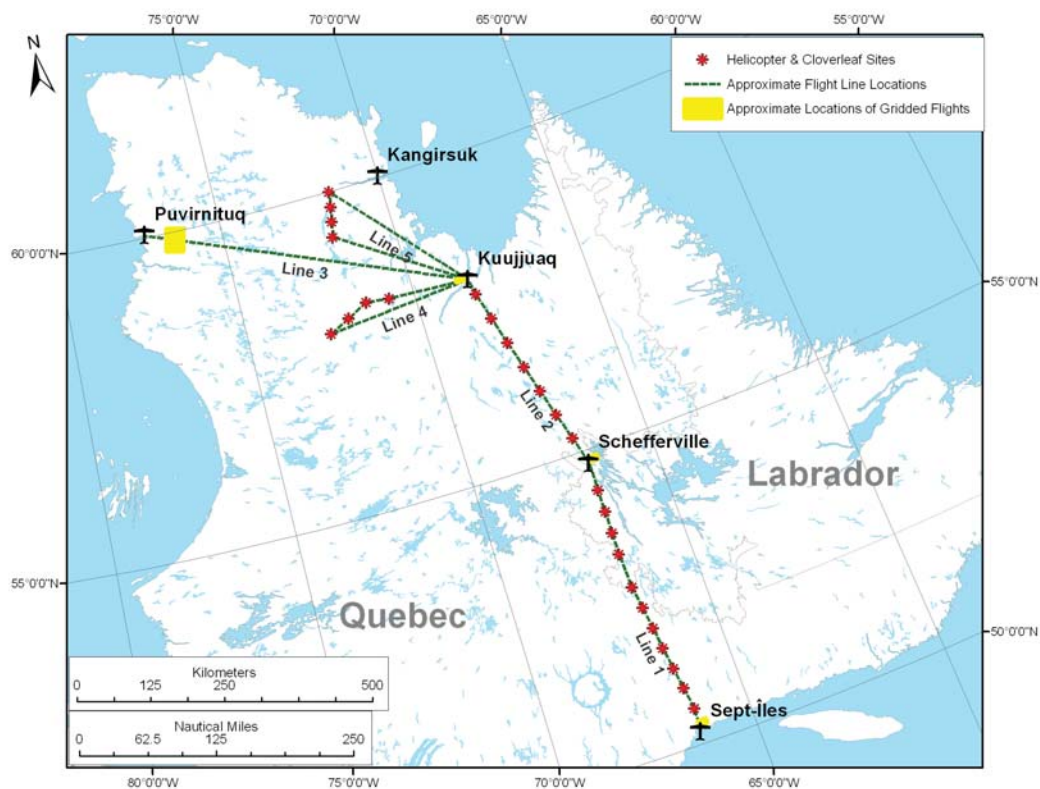 75°0'0"W
70°0'0"W
65°0'0"W
60°0'0"W
55°0'0"W
N
Helicopter & Cloverleaf Sites
Approximate Flight Line Locations
Approximate Locations of Gridded Flights
Kangirsuk
Puvirnituq
60°0'0"N
Line 5
Line 3
Kuujjuaq
55°0'0"N
Line 4
Line 2
Schefferville
Labrador
55°0'0"N
Quebec
50°0'0"N
Line 1
Kilometers
0 125 250 500
Sept-Îles
Nautical Miles
0 62.5 125 250
80°0'0"W
75°0'0"W
70°0'0"W
65°0'0"W